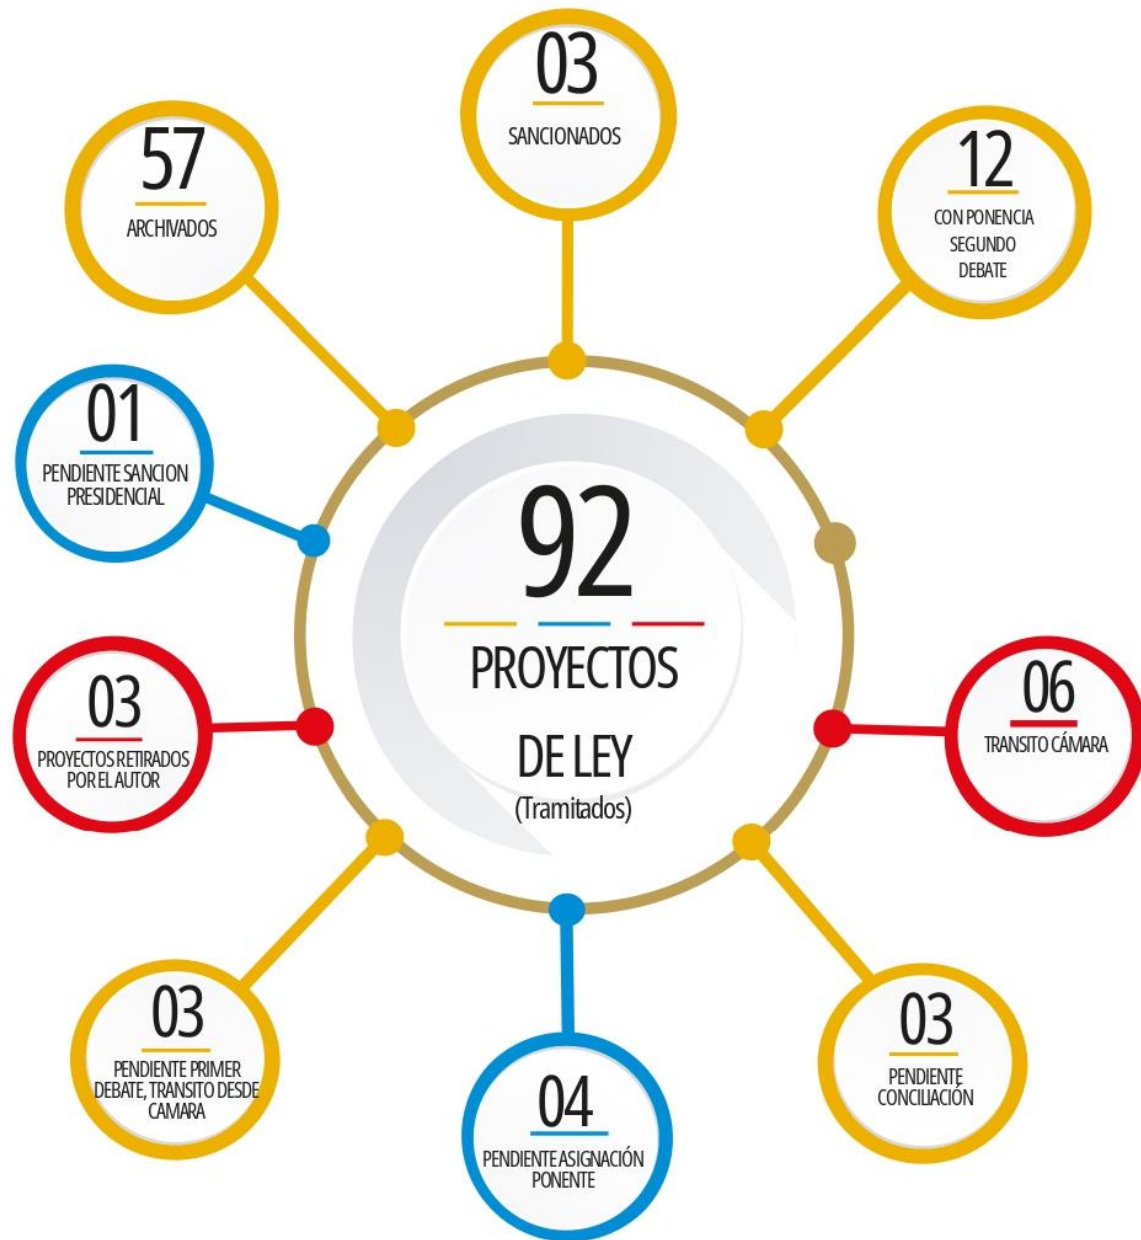 03
SANCIONADOS
57
ARCHIVADOS
12
CON PONENCIA
SEGUNDO
DEBATE
01
PENDIENTE SANCION
PRESIDENCIAL
92
PROYECTOS
DE LEY
(Tramitados)
03
PROYECTOS RETIRADOS
POR EL AUTOR
06
TRANSITO CÁMARA
03
PENDIENTE PRIMER
DEBATE, TRANSITO DESDE
CAMARA
04
PENDIENTE ASIGNACIÓN
PONENTE
03
PENDIENTE
CONCILIACIÓN